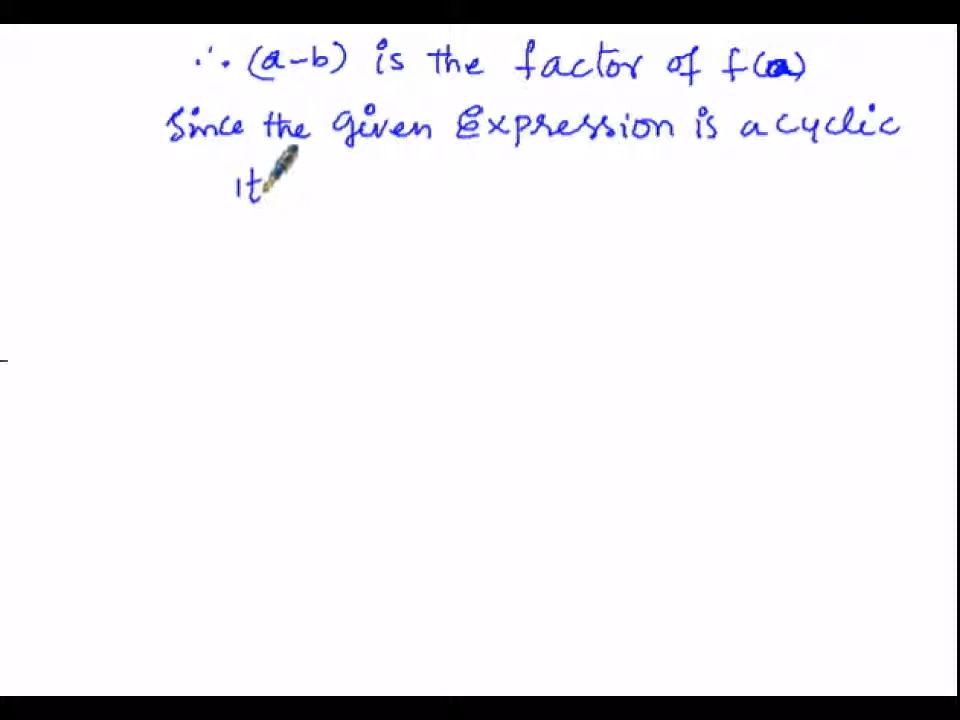 ∴ (a-b) is the factor of f(a)
Since the given Expression is a cyclic
it